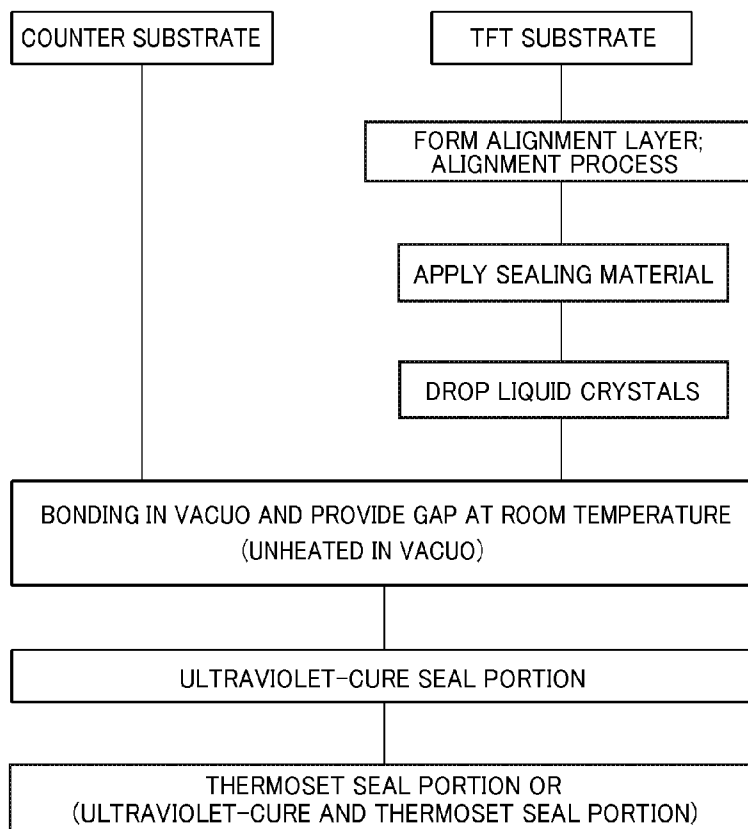 COUNTER SUBSTRATE
TFT SUBSTRATE
FORM ALIGNMENT LAYER;
ALIGNMENT PROCESS
APPLY SEALING MATERIAL
DROP LIQUID CRYSTALS
BONDING IN VACUO AND PROVIDE GAP AT ROOM TEMPERATURE
(UNHEATED IN VACUO)
ULTRAVIOLET-CURE SEAL PORTION
THERMOSET SEAL PORTION OR
(ULTRAVIOLET-CURE AND THERMOSET SEAL PORTION)